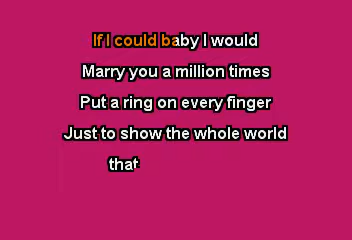 If I could baby I would
Marry you a million times
Put a ring on every finger
Just to show the whole world
that